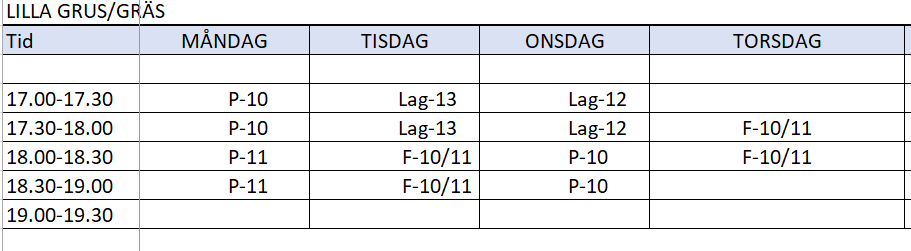 LILLA GRUS/GRÄS
Tid MÅNDAG TISDAG ONSDAG TORSDAG
17.00-17.30 P-10 Lag-13 Lag-12
17.30-18.00 P-10 Lag-13 Lag-12 F-10/11
18.00-18.30 P-11 F-10/11 P-10 F-10/11
18.30-19.00 P-11 F-10/11 P-10
19.00-19.30